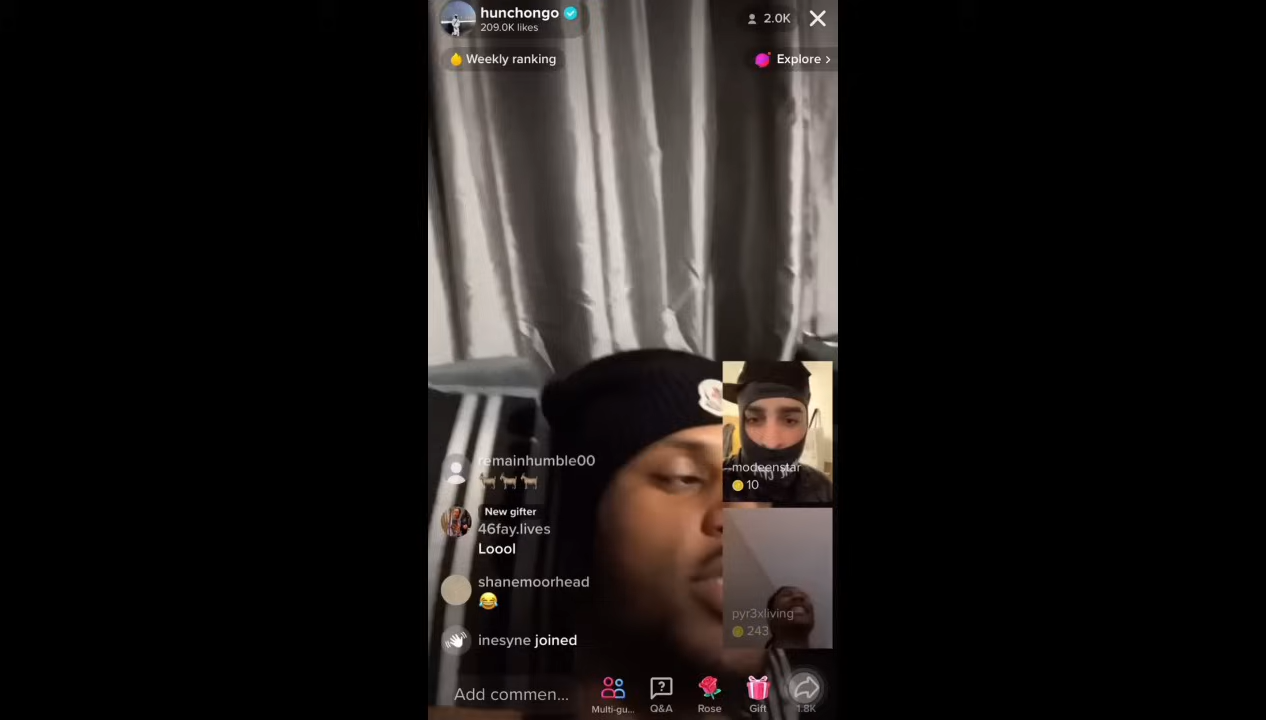 hunchongo
209.0K likes
2.0K
Weekly ranking
Explore >
remainhumble00
New gifter
46fay.lives
Loool
shanemoorhead
inesyne joined
modeenstar
10
pyr3xliving
243
Add commen...
Multi-gu...
Q&A
Rose
Gift
1.8K